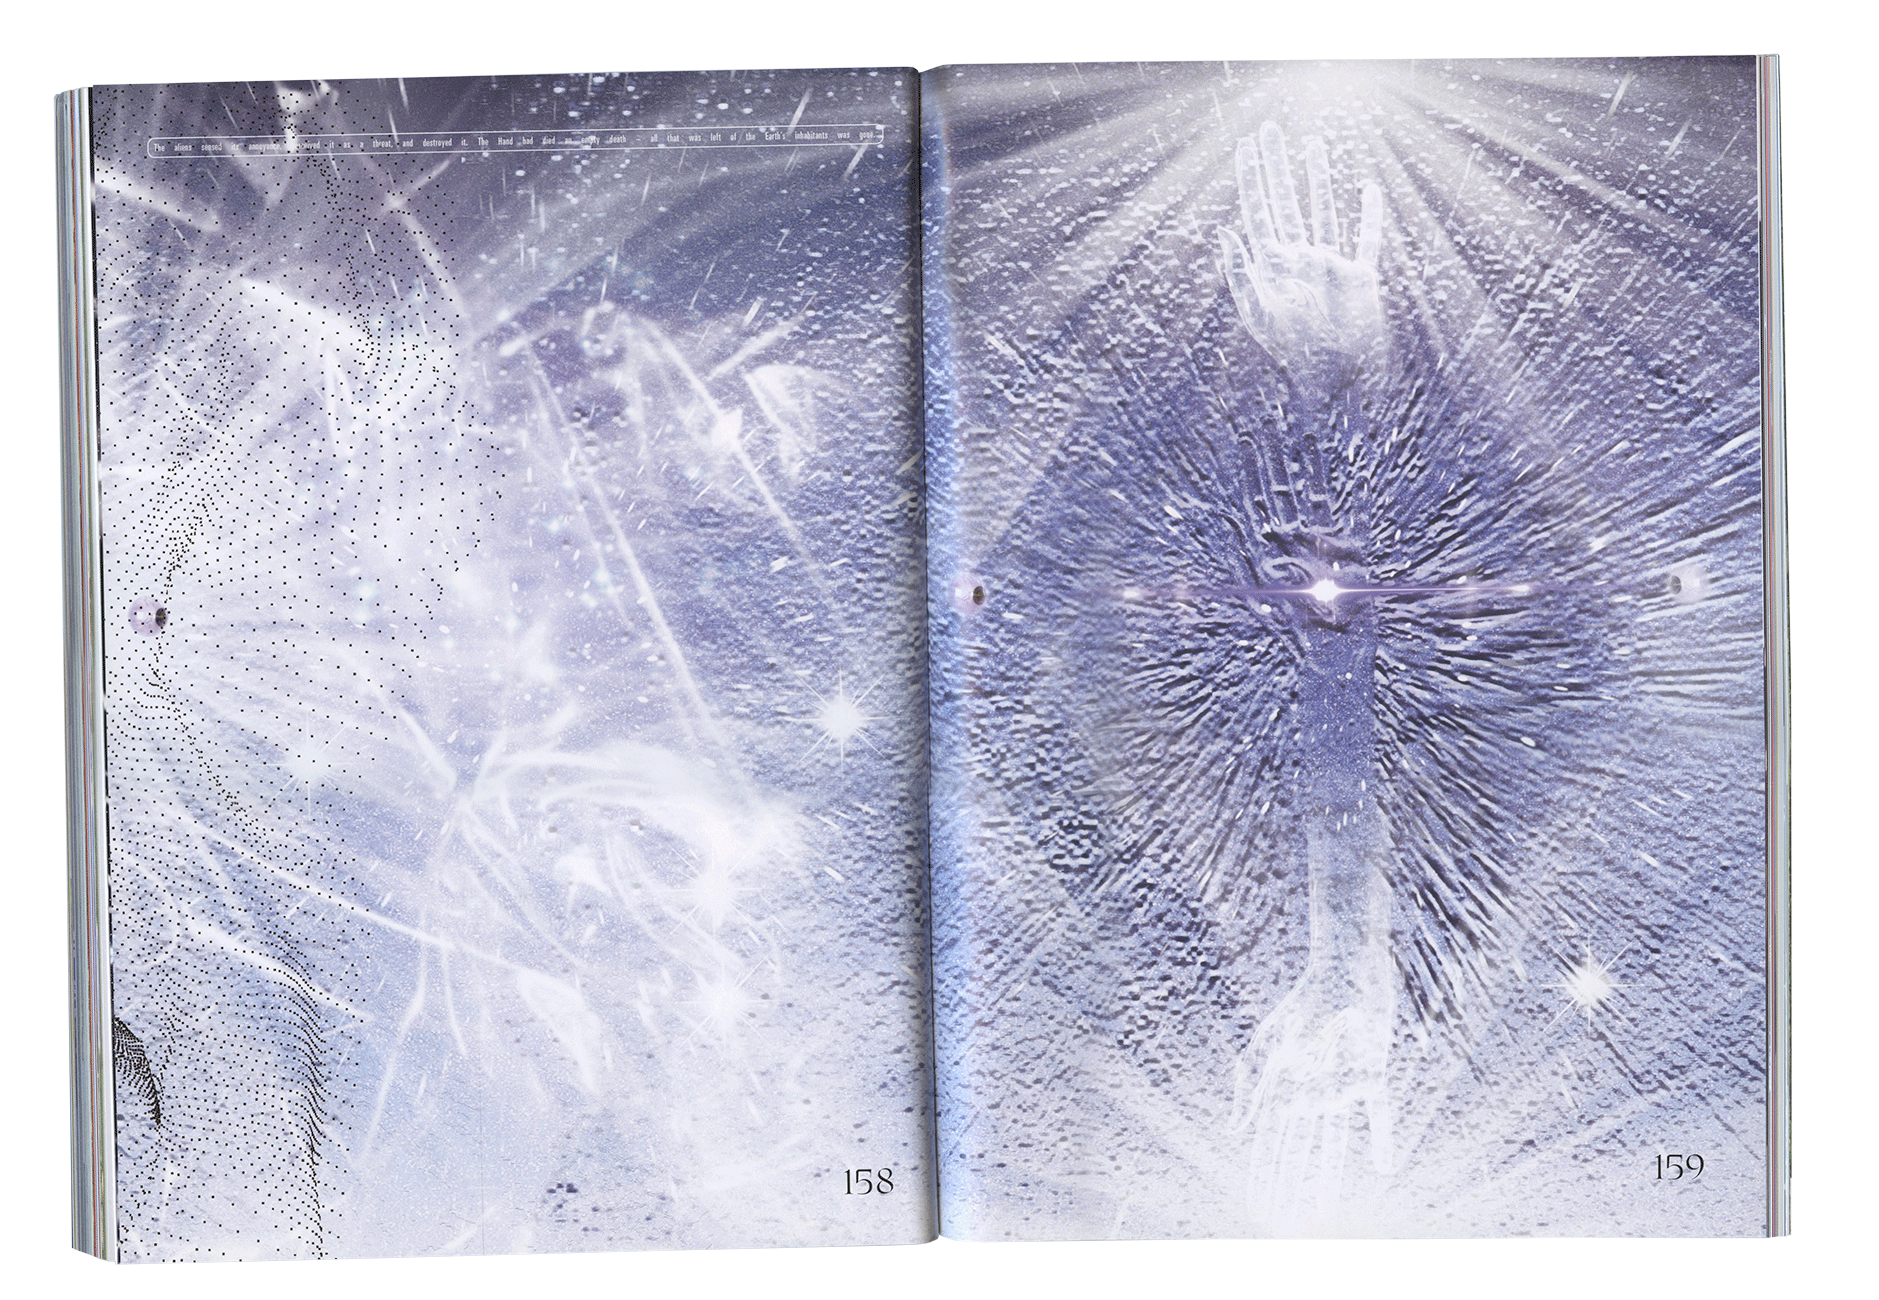 The aliens sensed its annoyance, perceived it as a threat, and destroyed it. The Hand had died an empty death - all that was left of the Earth's inhabitants was gone.
158
159